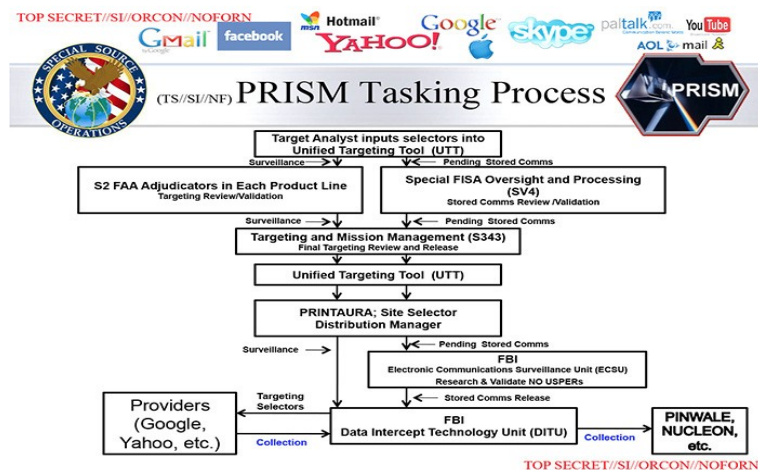 TOP SECRET//SI//ORCON//NOFORN
Gmail
by Google
facebook
msn
Hotmail®
YAHOO!
Google
skype
paltalk.com
YouTube
AOL mail
SPECIAL SOURCE
OPERATIONS
(TS//SI//NF) PRISM Tasking Process
PRISM
Target Analyst inputs selectors into
Unified Targeting Tool (UTT)
Surveillance
Pending Stored Comms
S2 FAA Adjudicators in Each Product Line
Targeting Review/Validation
Special FISA Oversight and Processing
(SV4)
Stored Comms Review /Validation
Surveillance
Pending Stored Comms
Targeting and Mission Management (S343)
Final Targeting Review and Release
Unified Targeting Tool (UTT)
PRINTAURA; Site Selector
Distribution Manager
Surveillance
Pending Stored Comms
FBI
Electronic Communications Surveillance Unit (ECSU)
Research & Validate NO USPERs
Stored Comms Release
Providers
(Google,
Yahoo, etc.)
Targeting
Selectors
Collection
FBI
Data Intercept Technology Unit (DITU)
Collection
PINWALE,
NUCLEON,
etc.
TOP SECRET//SI//ORCON//NOFORN